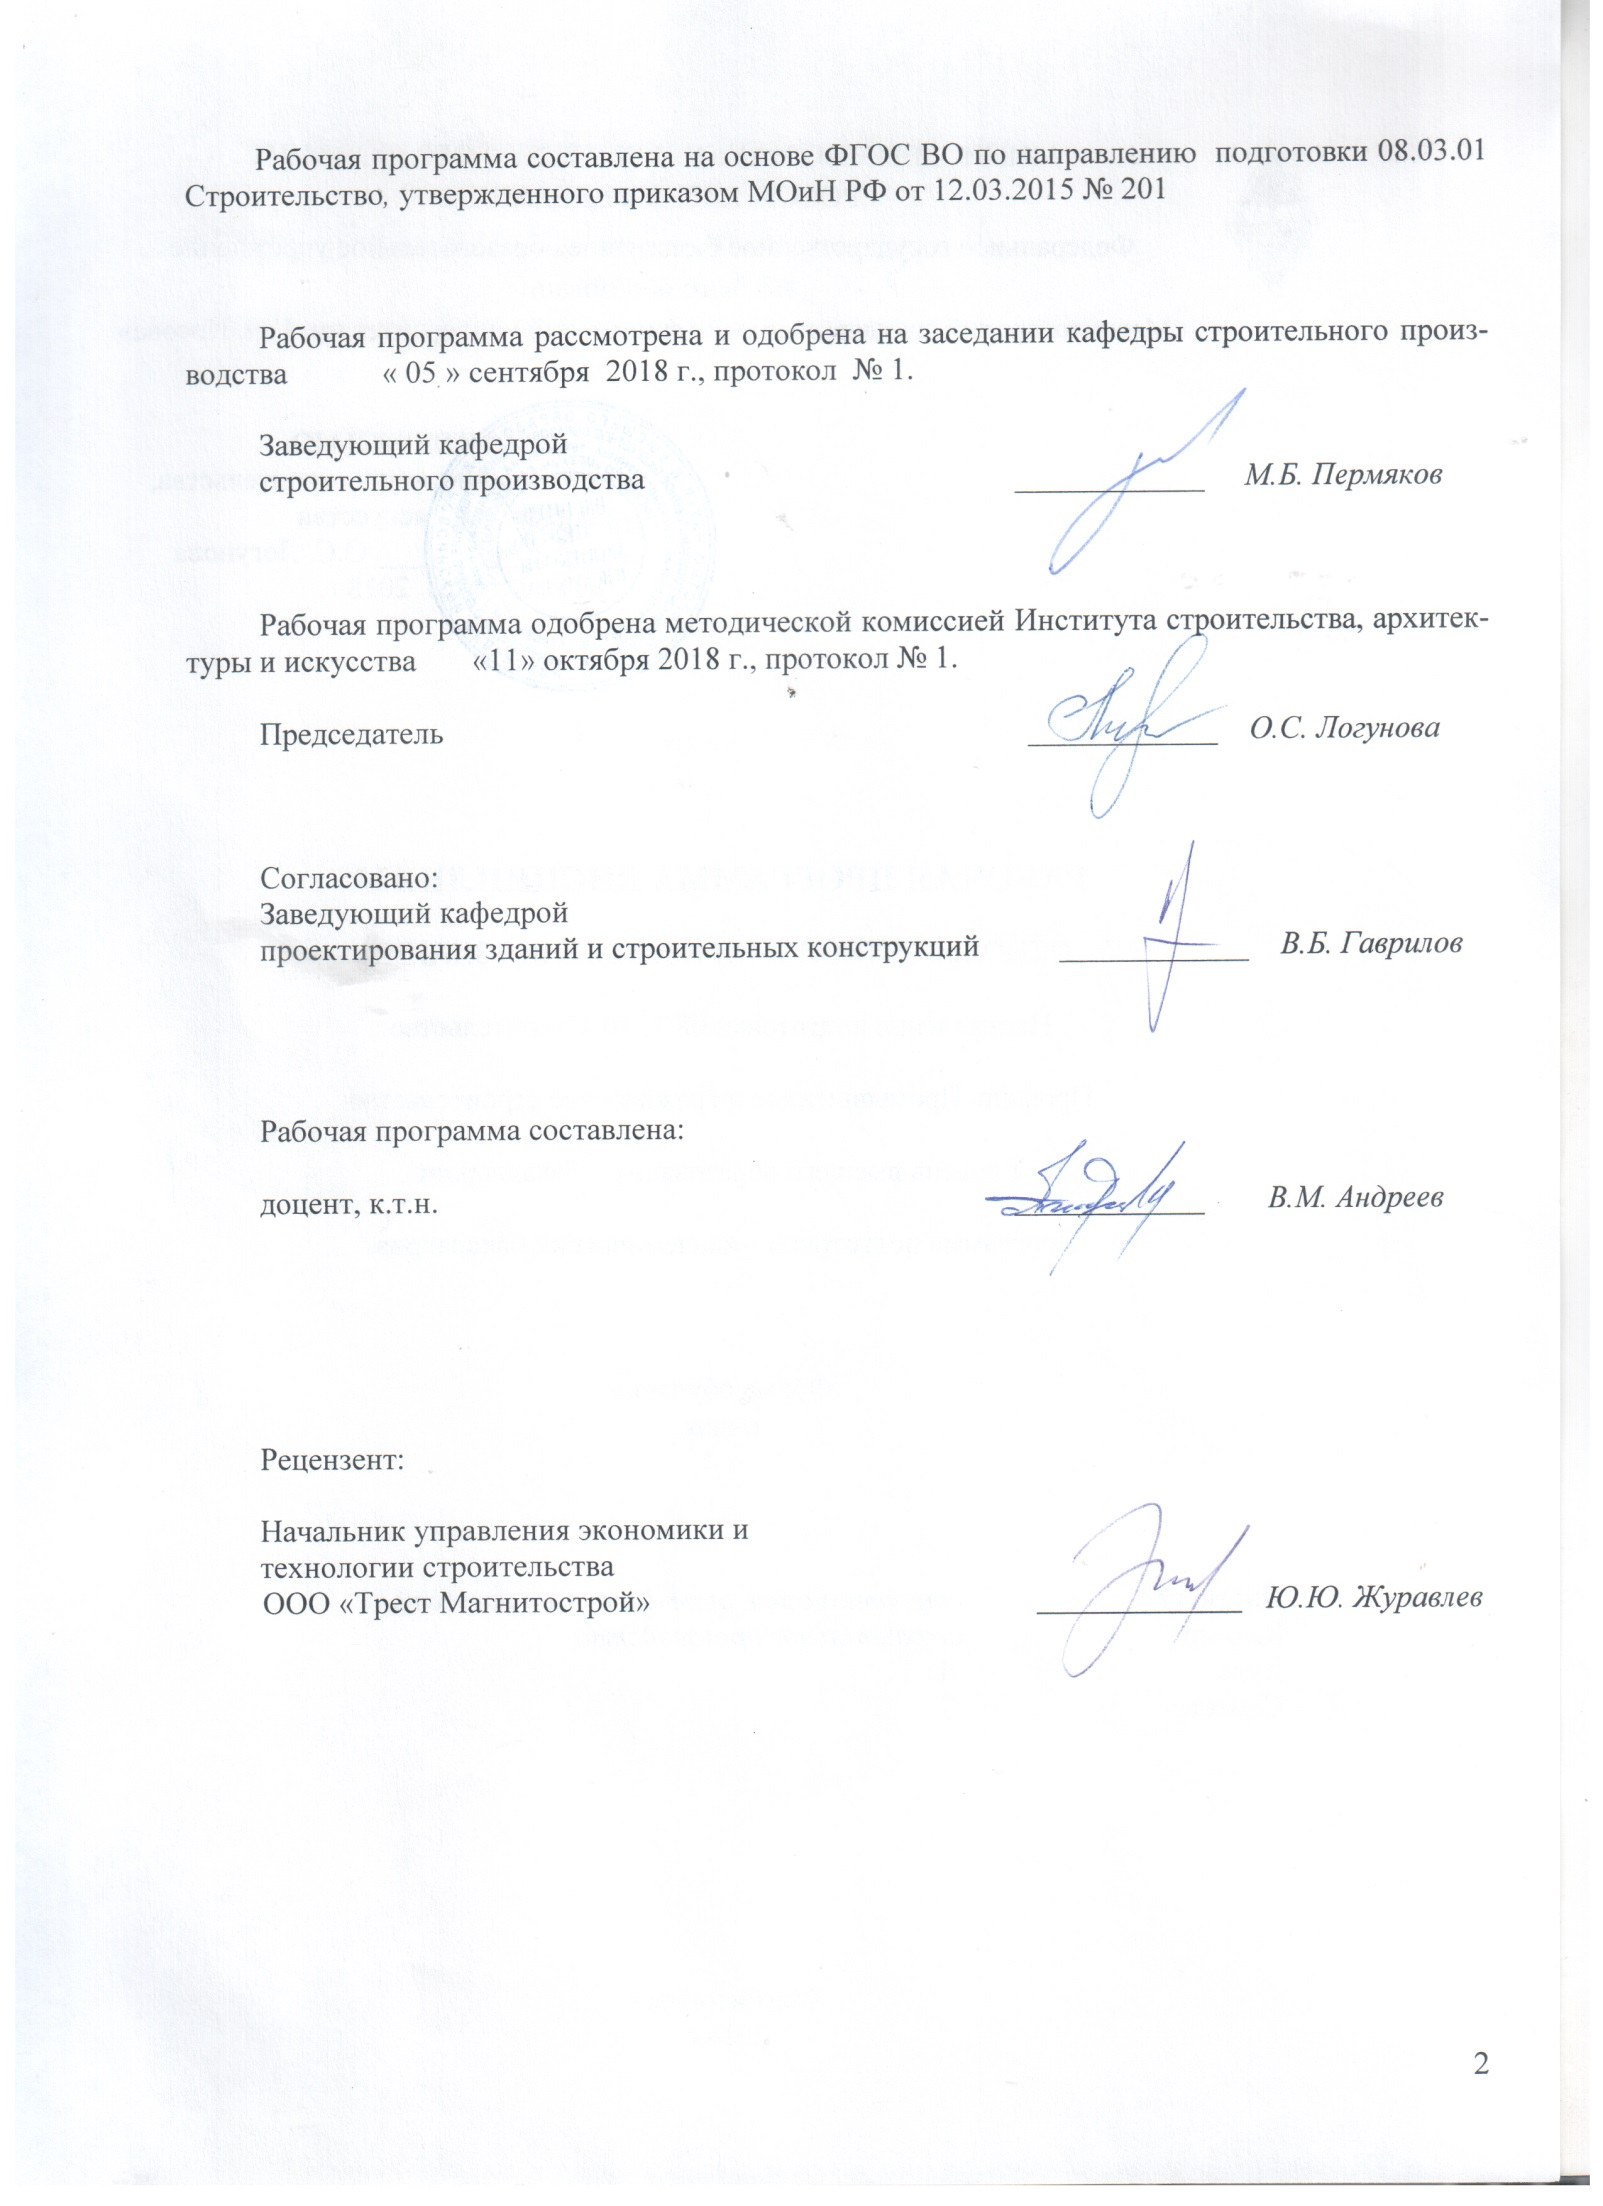 Рабочая программа составлена на основе ФГОС ВО по направлению подготовки 08.03.01
Строительство, утвержденного приказом МОиН РФ от 12.03.2015 № 201
Рабочая программа рассмотрена и одобрена на заседании кафедры строительного произ-
водства « 05 » сентября 2018 г., протокол № 1.
Заведующий кафедрой
строительного производства М.Б. Пермяков
Рабочая программа одобрена методической комиссией Института строительства, архитек-
туры и искусства «11» октября 2018 г., протокол № 1.
Председатель О.С. Логунова
Согласовано:
Заведующий кафедрой
проектирования зданий и строительных конструкций В.Б. Гаврилов
Рабочая программа составлена:
доцент, к.т.н. В.М. Андреев
Рецензент:
Начальник управления экономики и
технологии строительства
ООО «Трест Магнитострой» Ю.Ю. Журавлев
2